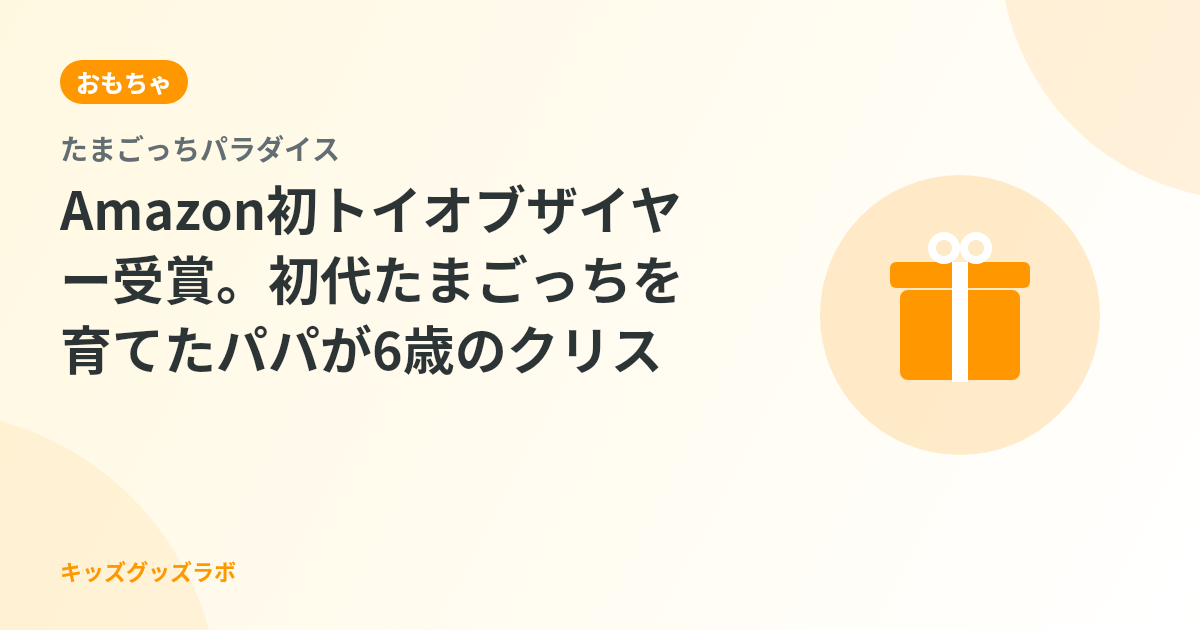 おもちゃ
たまごっちパラダイス
Amazon初トイオブザイヤ
ー受賞。初代たまごっちを
育てたパパが6歳のクリス
キッズグッズラボ